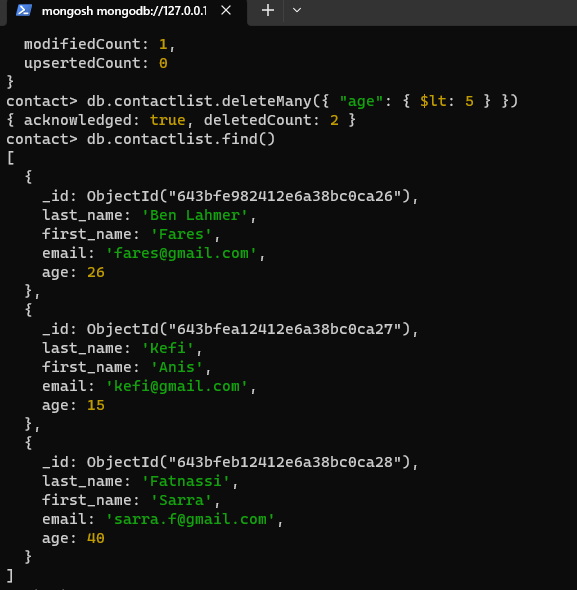 mongosh mongodb://127.0.0.1
  modifiedCount: 1,
  upsertedCount: 0
}
contact> db.contactlist.deleteMany({ "age": { $lt: 5 } })
{ acknowledged: true, deletedCount: 2 }
contact> db.contactlist.find()
[
  {
    _id: ObjectId("643bfe982412e6a38bc0ca26"),
    last_name: 'Ben Lahmer',
    first_name: 'Fares',
    email: 'fares@gmail.com',
    age: 26
  },
  {
    _id: ObjectId("643bfea12412e6a38bc0ca27"),
    last_name: 'Kefi',
    first_name: 'Anis',
    email: 'kefi@gmail.com',
    age: 15
  },
  {
    _id: ObjectId("643bfeb12412e6a38bc0ca28"),
    last_name: 'Fatnassi',
    first_name: 'Sarra',
    email: 'sarra.f@gmail.com',
    age: 40
  }
]